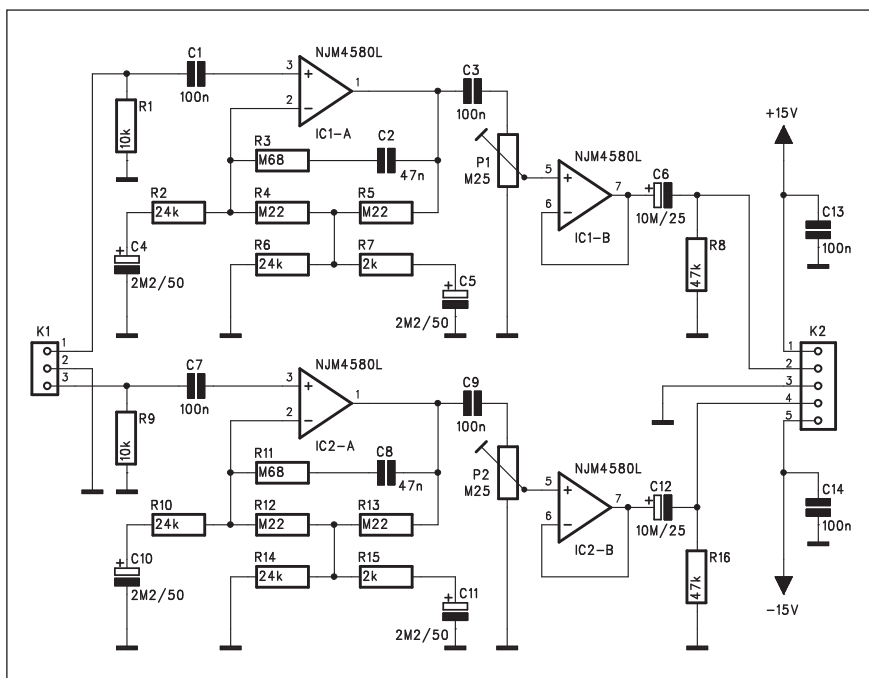 NJM4580L
C1
3
+
1
C3
100n
2
−
100n
R1
10k
IC1-A
R3
M68
C2
47n
P1
M25
NJM4580L
5
+
7
6
−
IC1-B
+
C6
10M/25
+15V
C13
100n
R2
24k
R4
M22
R5
M22
R8
47k
+
C4
2M2/50
R6
24k
R7
2k
+
C5
2M2/50
K1
1
2
3
K2
1
2
3
4
5
NJM4580L
C7
3
+
1
C9
100n
2
−
100n
R9
10k
IC2-A
R11
M68
C8
47n
P2
M25
NJM4580L
5
+
7
6
−
IC2-B
+
C12
10M/25
C14
100n
R10
24k
R12
M22
R13
M22
R16
47k
+
C10
2M2/50
R14
24k
R15
2k
+
C11
2M2/50
-15V